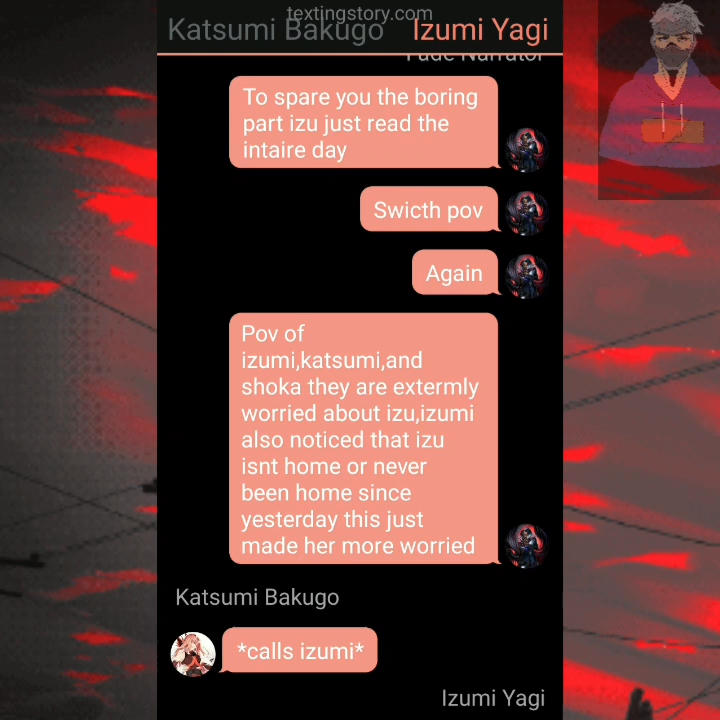 textingstory.com
Katsumi Bakugo Izumi Yagi
Fade Narrator
To spare you the boring
part izu just read the
intaire day
Swicth pov
Again
Pov of
izumi,katsumi,and
shoka they are extermly
worried about izu,izumi
also noticed that izu
isnt home or never
been home since
yesterday this just
made her more worried
Katsumi Bakugo
*calls izumi*
Izumi Yagi